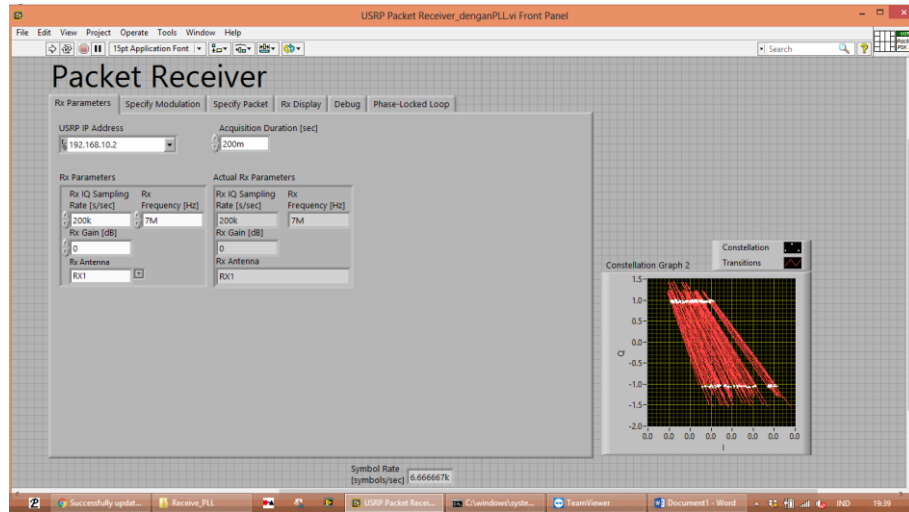 USRP Packet Receiver_denganPLL.vi Front Panel
File Edit View Project Operate Tools Window Help
15pt Application Font
Search
Packet Receiver
Rx Parameters Specify Modulation Specify Packet Rx Display Debug Phase-Locked Loop
USRP IP Address Acquisition Duration [sec]
192.168.10.2 200m
Rx Parameters Actual Rx Parameters
Rx IQ Sampling Rx Rx IQ Sampling Rx
Rate [s/sec] Frequency [Hz] Rate [s/sec] Frequency [Hz]
200k 7M 200k 7M
Rx Gain [dB] Rx Gain [dB]
0 0
Rx Antenna Rx Antenna
RX1 RX1
Constellation
Constellation Graph 2 Transitions
1.5
1.0
0.5
0.0
Q
-0.5
-1.0
-1.5
-2.0
0.0 0.0 0.0 0.0 0.0 0.0 0.0 0.0
I
Symbol Rate
[symbols/sec] 6.666667k
Successfully updat... Receive_PLL USRP Packet Recei... C:\windows\syste... TeamViewer Document1 - Word IND 19:39